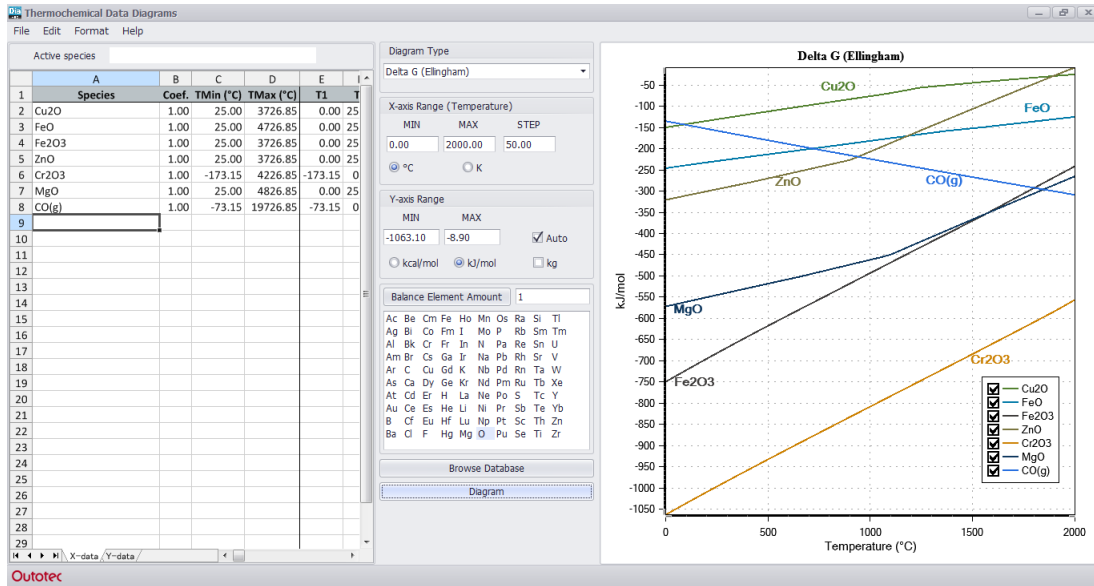 Thermochemical Data Diagrams
File Edit Format Help
Active species
A B C D E
1 Species Coef. TMin (°C) TMax (°C) T1 T
2 Cu2O 1.00 25.00 3726.85 0.00 25
3 FeO 1.00 25.00 4726.85 0.00 25
4 Fe2O3 1.00 25.00 3726.85 0.00 25
5 ZnO 1.00 25.00 3726.85 0.00 25
6 Cr2O3 1.00 -173.15 4226.85 -173.15 0
7 MgO 1.00 25.00 4826.85 0.00 25
8 CO(g) 1.00 -73.15 19726.85 -73.15 0
9
10
11
12
13
14
15
16
17
18
19
20
21
22
23
24
25
26
27
28
29
X-data Y-data
Diagram Type
Delta G (Ellingham)
X-axis Range (Temperature)
MIN MAX STEP
0.00 2000.00 50.00
°C K
Y-axis Range
MIN MAX
-1063.10 -8.90 Auto
kcal/mol kJ/mol kg
Balance Element Amount 1
Ac Be Cm Fe Ho Mn Os Ra Si Tl
Ag Bi Co Fm I Mo P Rb Sm Tm
Al Bk Cr Fr In N Pa Re Sn U
Am Br Cs Ga Ir Na Pb Rh Sr V
Ar C Cu Gd K Nb Pd Rn Ta W
As Ca Dy Ge Kr Nd Pm Ru Tb Xe
At Cd Er H La Ne Po S Tc Y
Au Ce Es He Li Ni Pr Sb Te Yb
B Cf Eu Hf Lu Np Pt Sc Th Zn
Ba Cl F Hg Mg O Pu Se Ti Zr
Browse Database
Diagram
Delta G (Ellingham)
kJ/mol
-50
-100
-150
-200
-250
-300
-350
-400
-450
-500
-550
-600
-650
-700
-750
-800
-850
-900
-950
-1000
-1050
Cu2O
FeO
ZnO
CO(g)
MgO
Fe2O3
Cr2O3
Cu2O
FeO
Fe2O3
ZnO
Cr2O3
MgO
CO(g)
0 500 1000 1500 2000
Temperature (°C)
Outotec